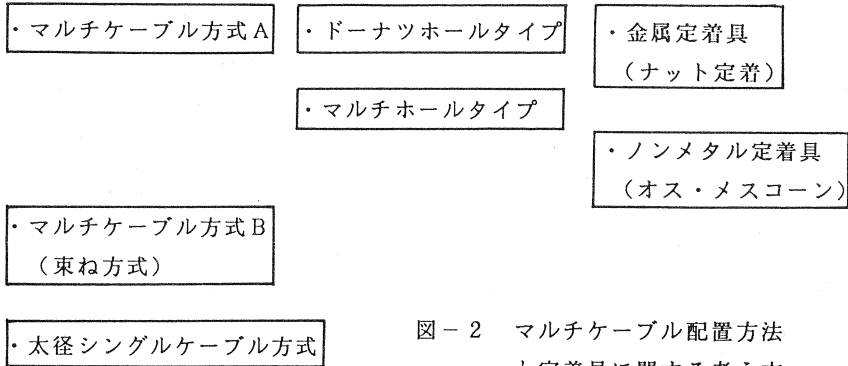 ・マルチケーブル方式A
・ドーナツホールタイプ
・金属定着具
（ナット定着）
・マルチホールタイプ
・ノンメタル定着具
（オス・メスコーン）
・マルチケーブル方式B
（束ね方式）
・太径シングルケーブル方式
図－2　マルチケーブル配置方法